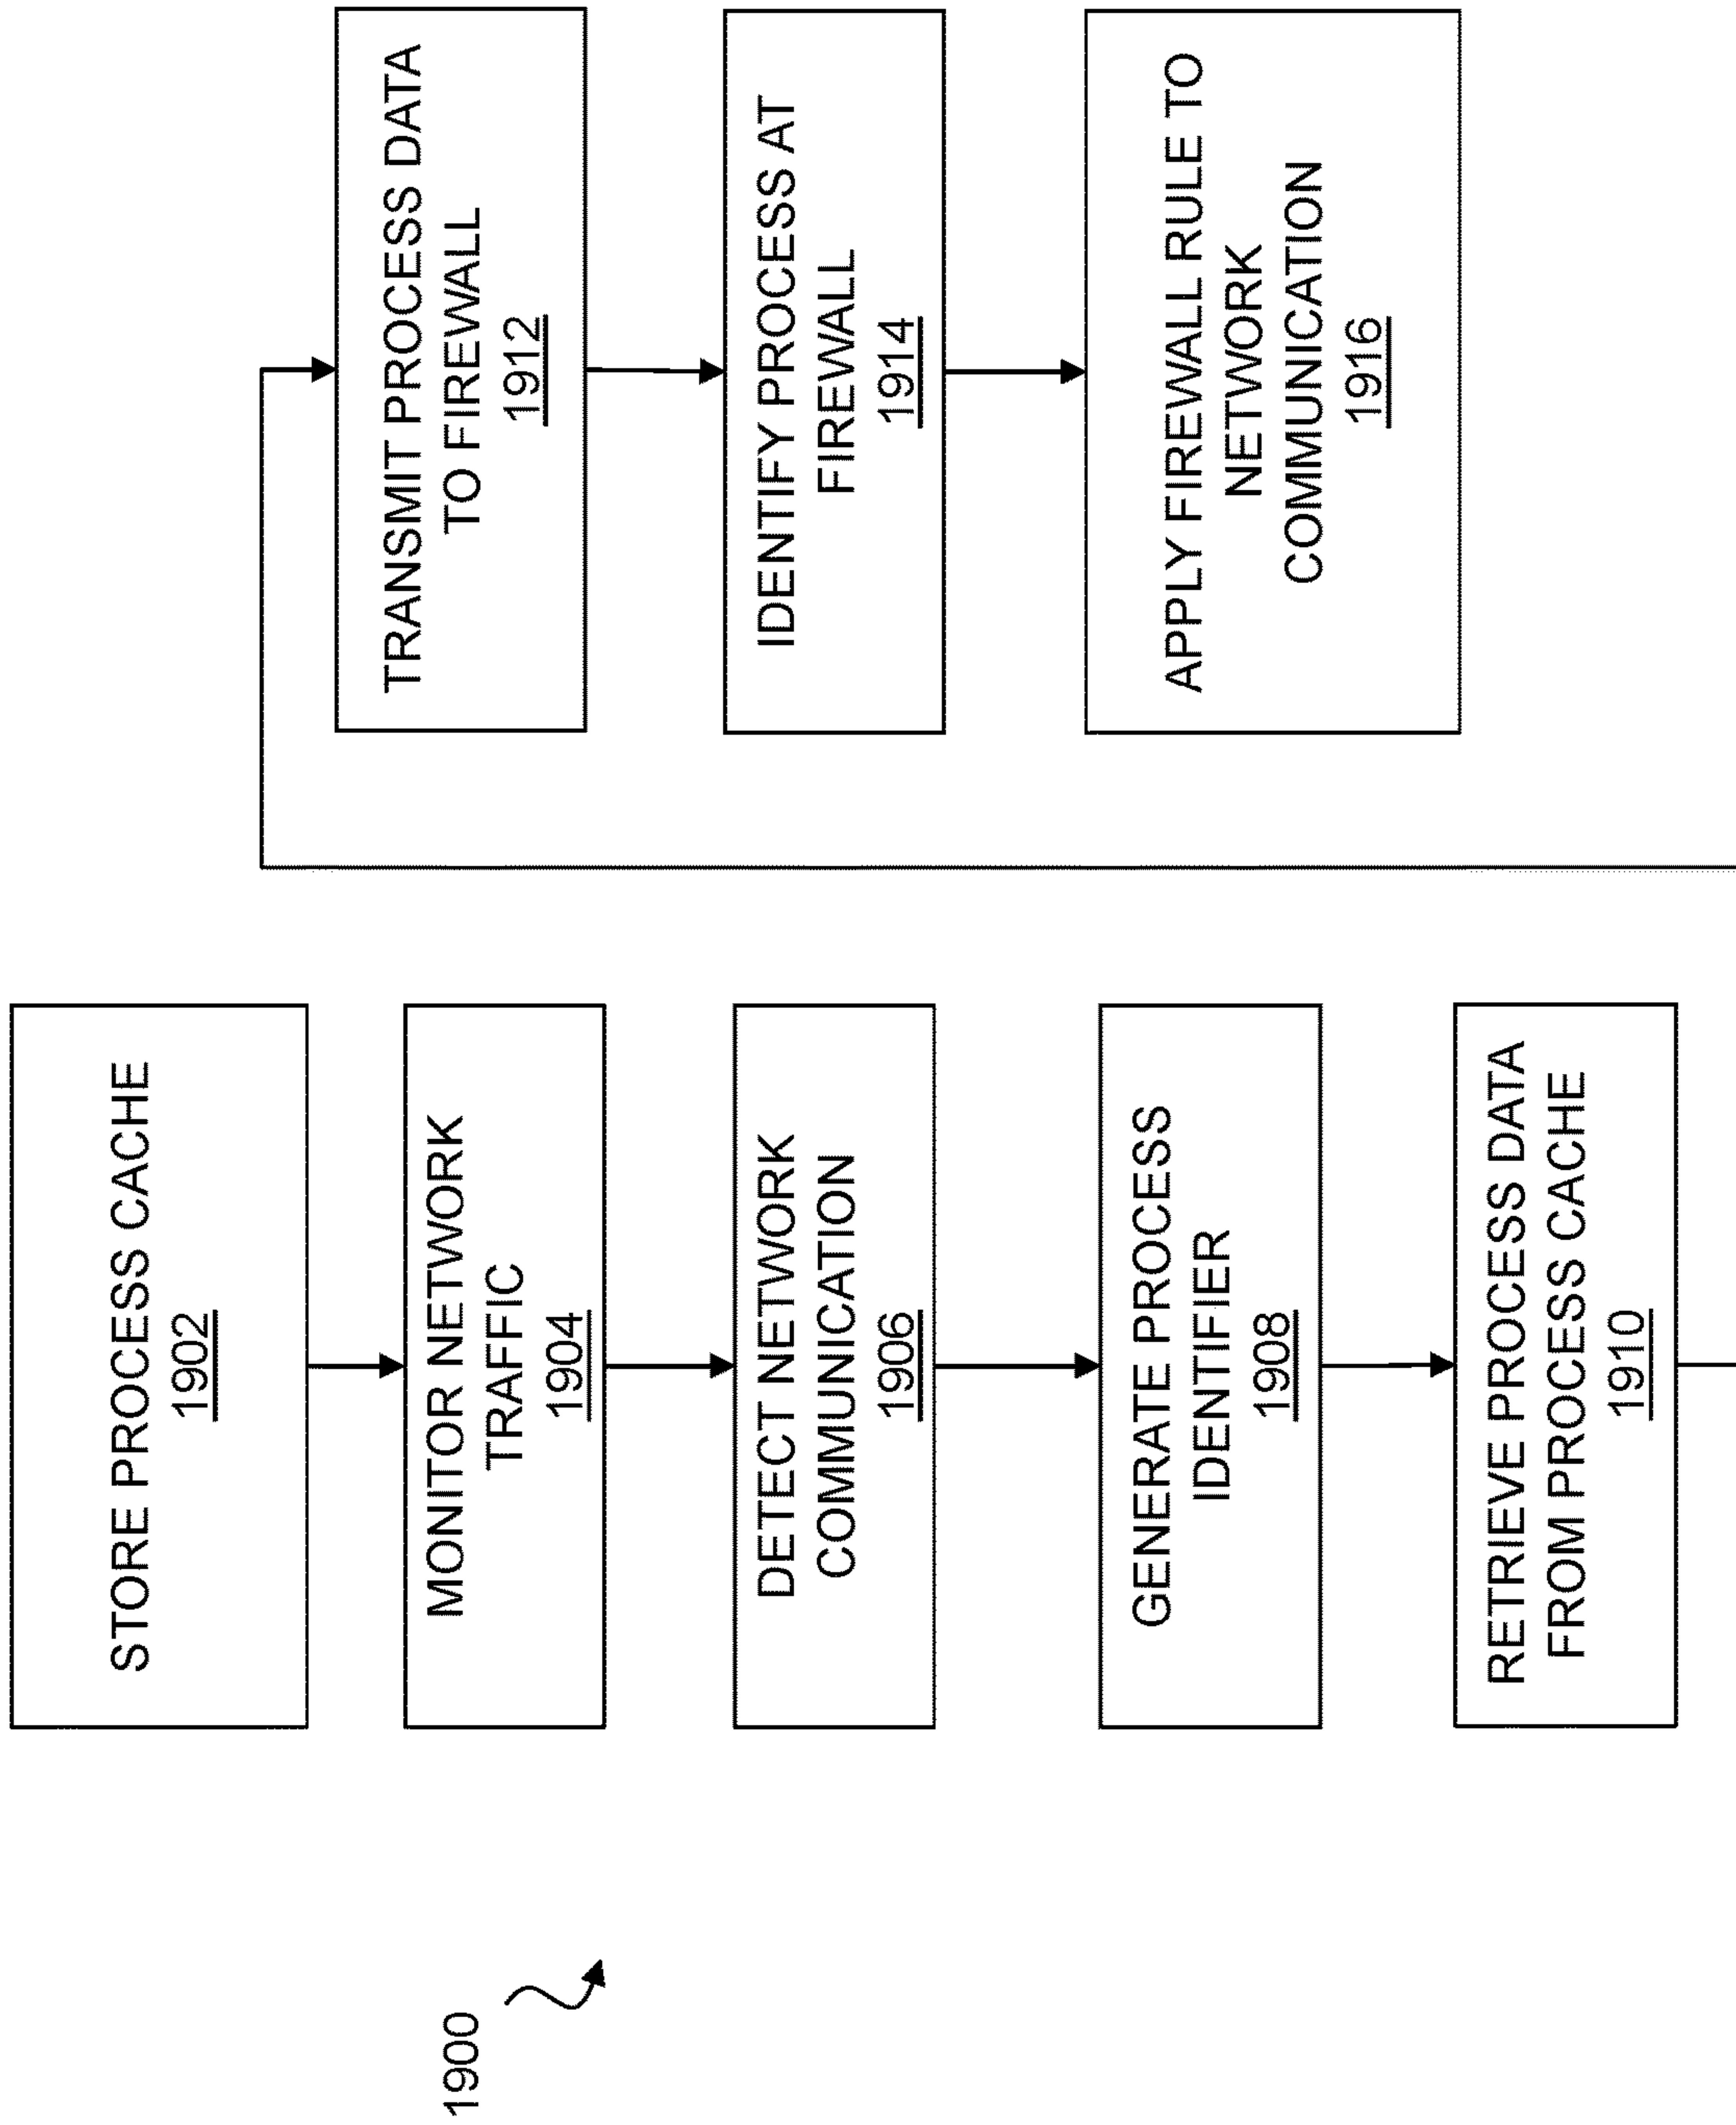 1900
STORE PROCESS CACHE
1902
MONITOR NETWORK
TRAFFIC
1904
DETECT NETWORK
COMMUNICATION
1906
GENERATE PROCESS
IDENTIFIER
1908
RETRIEVE PROCESS DATA
FROM PROCESS CACHE
1910
TRANSMIT PROCESS DATA
TO FIREWALL
1912
IDENTIFY PROCESS AT
FIREWALL
1914
APPLY FIREWALL RULE TO
NETWORK
COMMUNICATION
1916